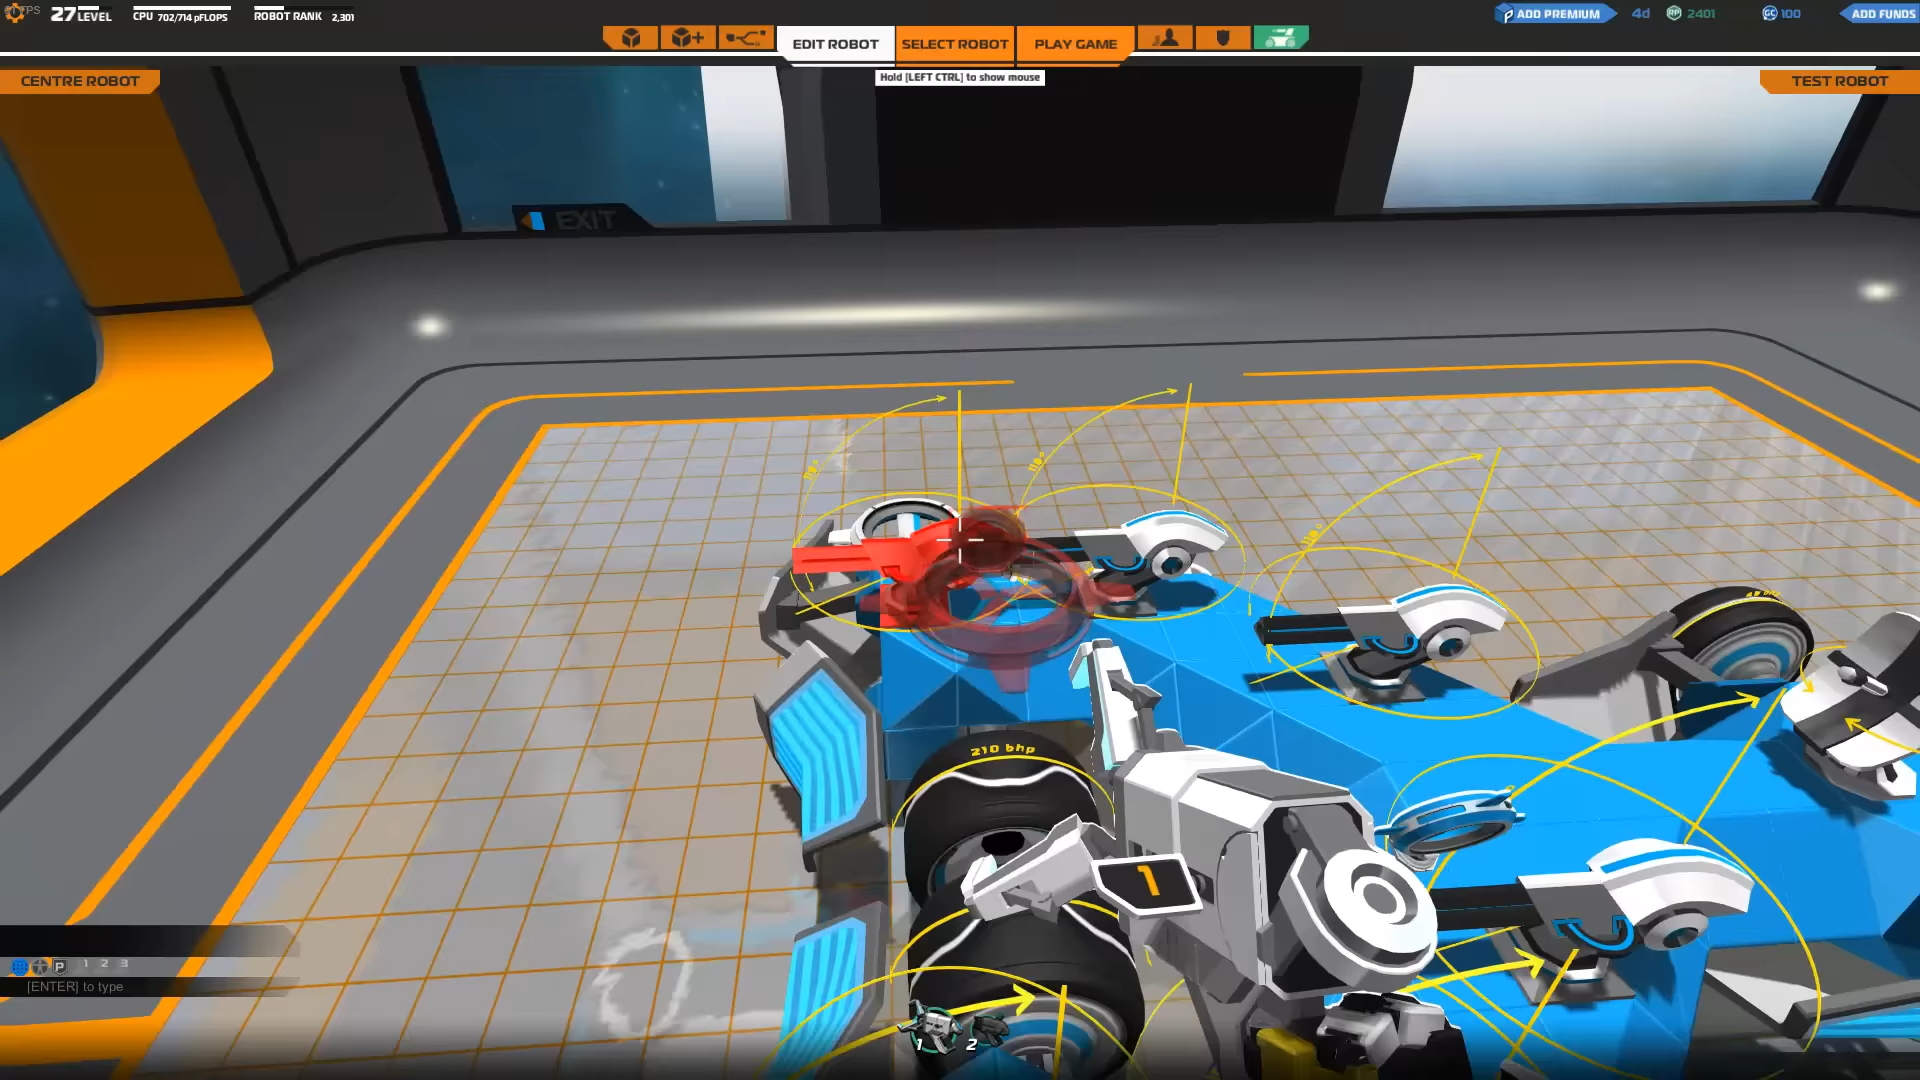 27 LEVEL
CPU 702/714 pFLOPS
ROBOT RANK 2,301
EDIT ROBOT
SELECT ROBOT
PLAY GAME
ADD PREMIUM
4d
RP 2401
GC 100
ADD FUNDS
Hold [LEFT CTRL] to show mouse
CENTRE ROBOT
TEST ROBOT
EXIT
210 bhp
1
P 1 2 3
[ENTER] to type
1 2